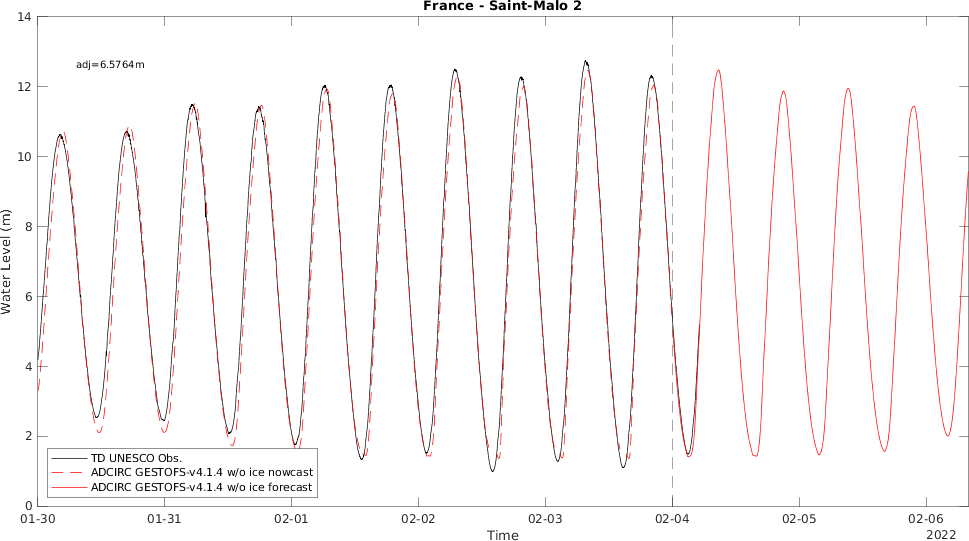 France - Saint-Malo 2
adj=6.5764m
14
12
10
8
6
4
2
0
Water Level (m)
TD UNESCO Obs.
ADCIRC GESTOFS-v4.1.4 w/o ice nowcast
ADCIRC GESTOFS-v4.1.4 w/o ice forecast
01-30 01-31 02-01 02-02 02-03 02-04 02-05 02-06
Time
2022